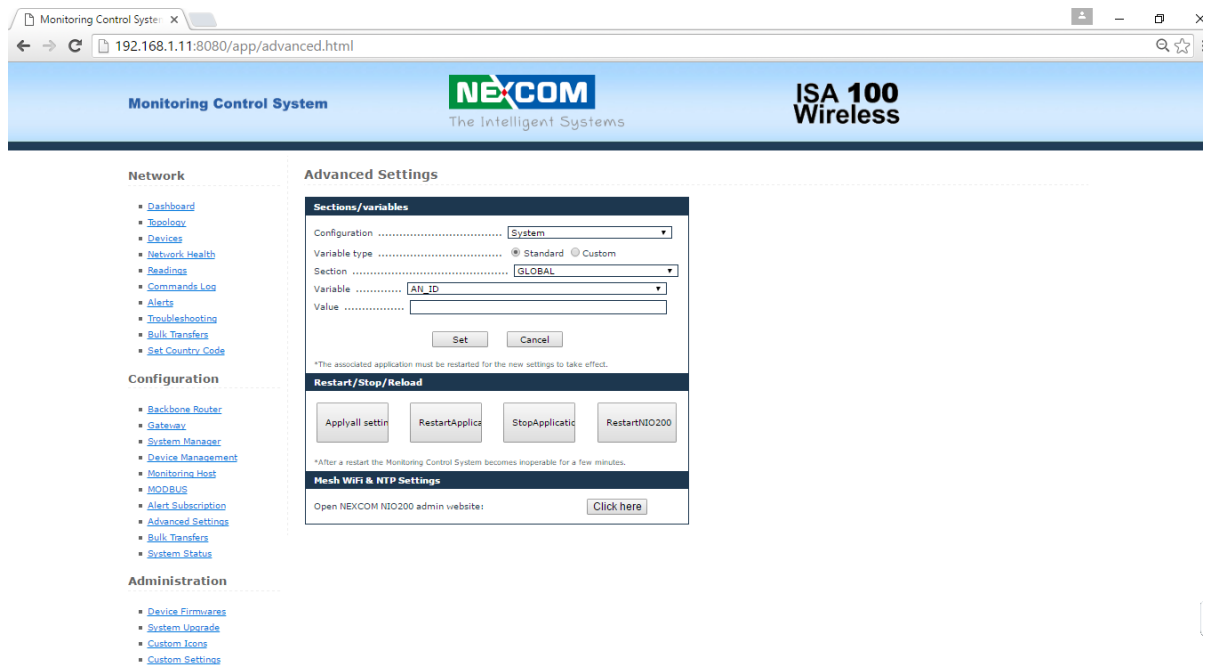 Monitoring Control System
192.168.1.11:8080/app/advanced.html
Monitoring Control System
NEXCOM
The Intelligent Systems
ISA 100
Wireless
Network
Dashboard
Topology
Devices
Network Health
Readings
Commands Log
Alerts
Troubleshooting
Bulk Transfers
Set Country Code
Configuration
Backbone Router
Gateway
System Manager
Device Management
Monitoring Host
MODBUS
Alert Subscription
Advanced Settings
Bulk Transfers
System Status
Administration
Device Firmwares
System Upgrade
Custom Icons
Custom Settings
Advanced Settings
Sections/variables
Configuration .................................. System
Variable type .................................. Standard Custom
Section ........................................... GLOBAL
Variable ............. AN_ID
Value .................
Set Cancel
*The associated application must be restarted for the new settings to take effect.
Restart/Stop/Reload
Applyall settin RestartApplica StopApplicatic RestartNIO200
*After a restart the Monitoring Control System becomes inoperable for a few minutes.
Mesh WiFi & NTP Settings
Open NEXCOM NIO200 admin website: Click here